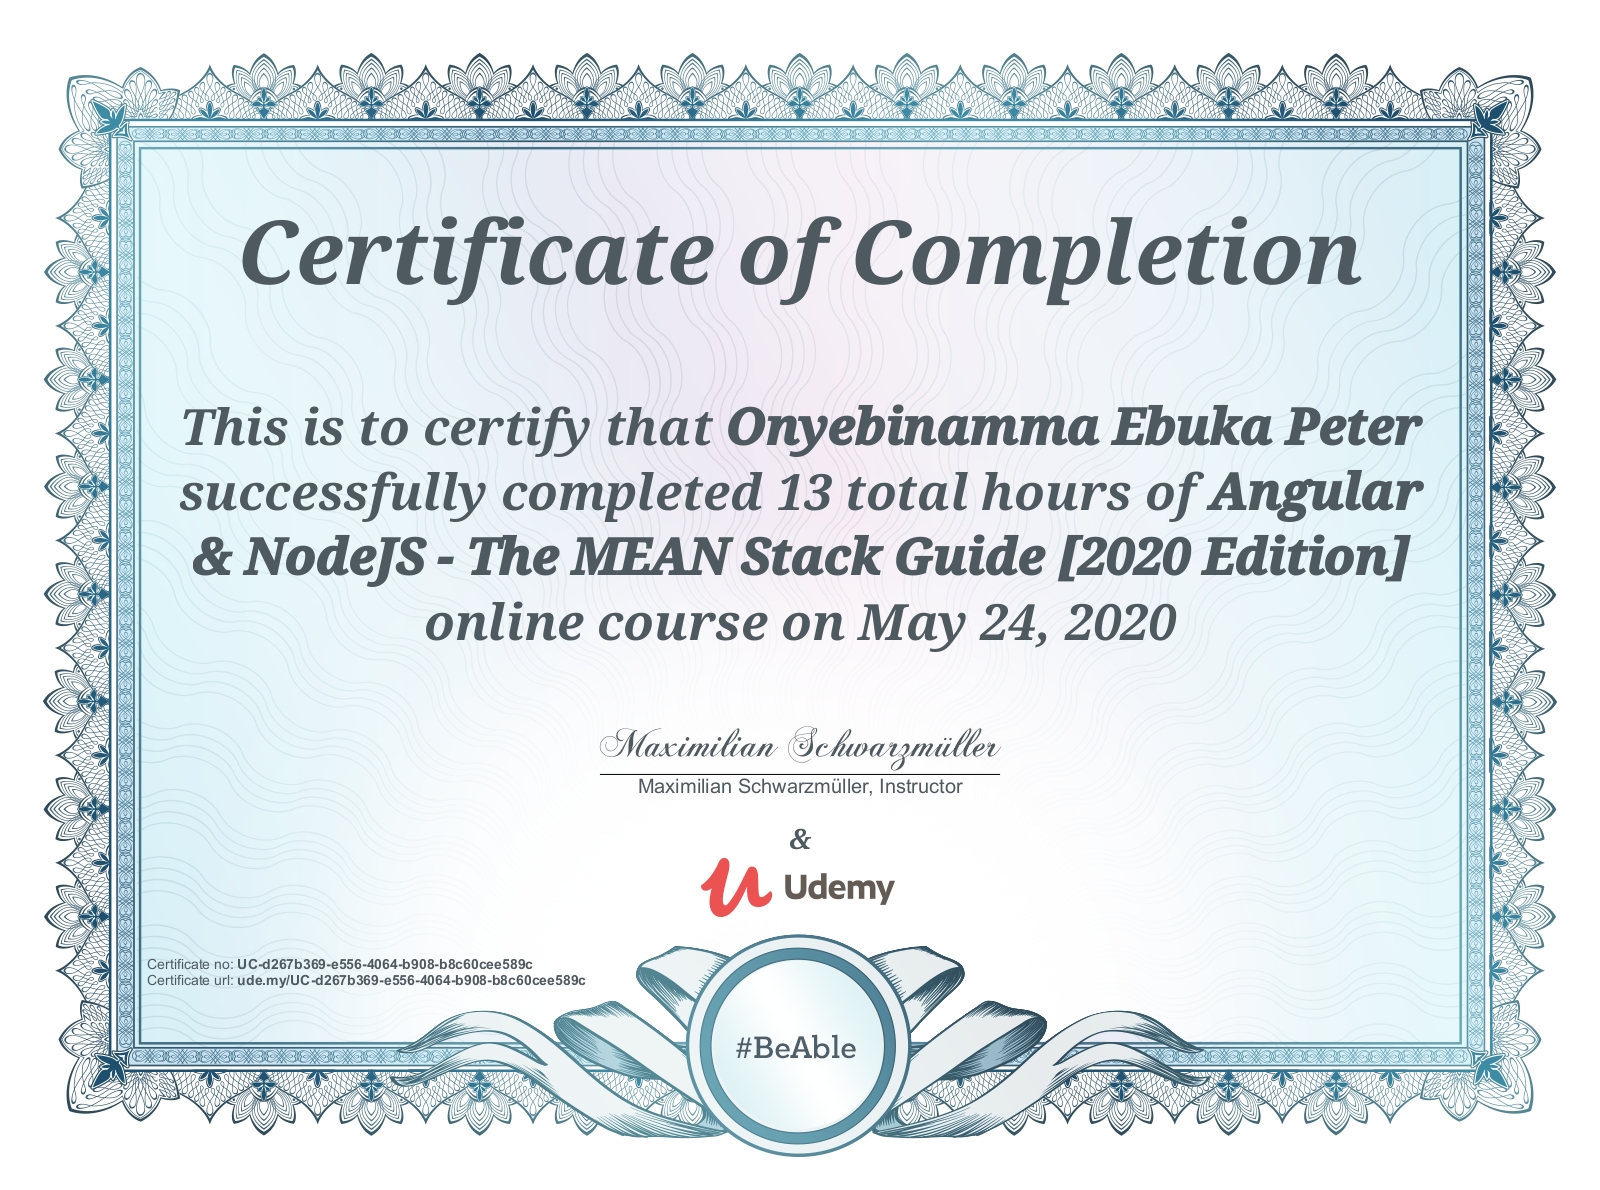 Certificate of Completion
This is to certify that Onyebinamma Ebuka Peter
successfully completed 13 total hours of Angular
& NodeJS - The MEAN Stack Guide [2020 Edition]
online course on May 24, 2020
Maximilian Schwarzmüller
Maximilian Schwarzmüller, Instructor
&
Udemy
Certificate no: UC-d267b369-e556-4064-b908-b8c60cee589c
Certificate url: ude.my/UC-d267b369-e556-4064-b908-b8c60cee589c
#BeAble